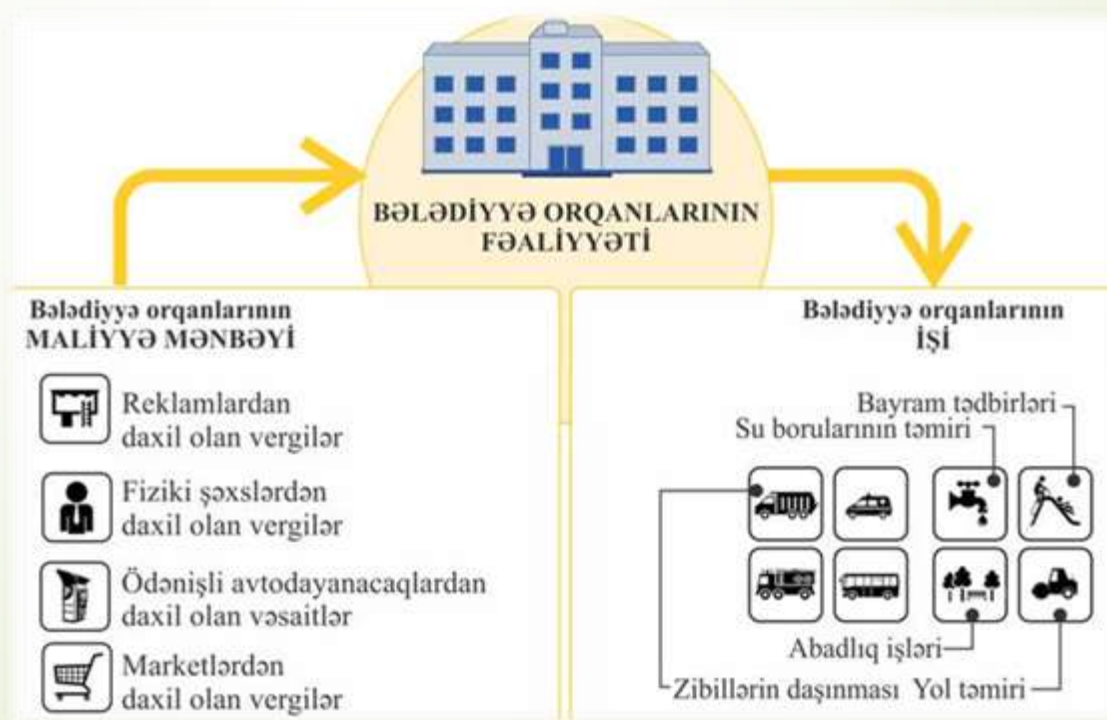 BƏLƏDİYYƏ ORQANLARININ
FƏALİYYƏTİ
Bələdiyyə orqanlarının
MALİYYƏ MƏNBƏYİ
Reklamlardan
daxil olan vergilər
Fiziki şəxslərdən
daxil olan vergilər
Ödənişli avtodayanacaqlardan
daxil olan vəsaitlər
Marketlərdən
daxil olan vergilər
Bələdiyyə orqanlarının
İŞİ
Bayram tədbirləri
Su borularının təmiri
Abadlıq işləri
Zibillərin daşınması Yol təmiri